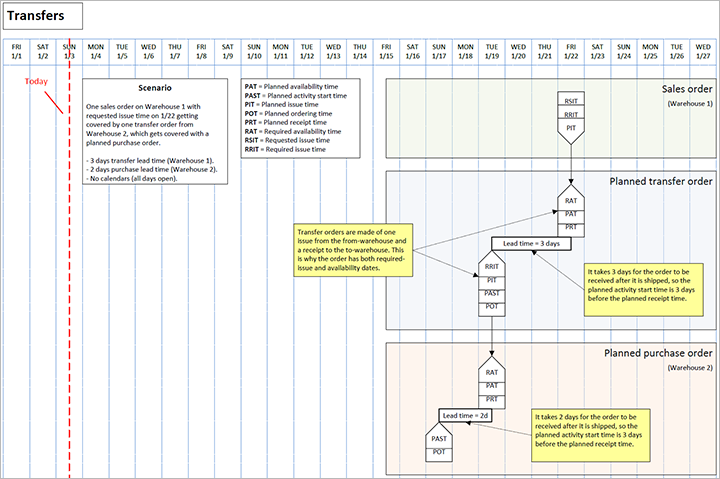 Transfers
FRI SAT SUN MON TUE WED THU FRI SAT SUN MON TUE WED THU FRI SAT SUN MON TUE WED THU FRI SAT SUN MON TUE WED
1/1 1/2 1/3 1/4 1/5 1/6 1/7 1/8 1/9 1/10 1/11 1/12 1/13 1/14 1/15 1/16 1/17 1/18 1/19 1/20 1/21 1/22 1/23 1/24 1/25 1/26 1/27
Today
Scenario
One sales order on Warehouse 1 with
requested issue time on 1/22 getting
covered by one transfer order from
Warehouse 2, which gets covered with a
planned purchase order.
- 3 days transfer lead time (Warehouse 1).
- 2 days purchase lead time (Warehouse 2).
- No calendars (all days open).
PAT = Planned availability time
PAST = Planned activity start time
PIT = Planned issue time
POT = Planned ordering time
PRT = Planned receipt time
RAT = Required availability time
RSIT = Requested issue time
RRIT = Required issue time
Sales order
(Warehouse 1)
RSIT
RRIT
PIT
Planned transfer order
RAT
PAT
PRT
Lead time = 3 days
Transfer orders are made of one
issue from the from-warehouse and
a receipt to the to-warehouse. This
is why the order has both required-
issue and availability dates.
RRIT
PIT
PAST
POT
It takes 3 days for the order to be
received after it is shipped, so the
planned activity start time is 3 days
before the planned receipt time.
Planned purchase order
(Warehouse 2)
RAT
PAT
PRT
Lead time = 2d
It takes 2 days for the order to be
received after it is shipped, so the
planned activity start time is 3 days
before the planned receipt time.
PAST
POT